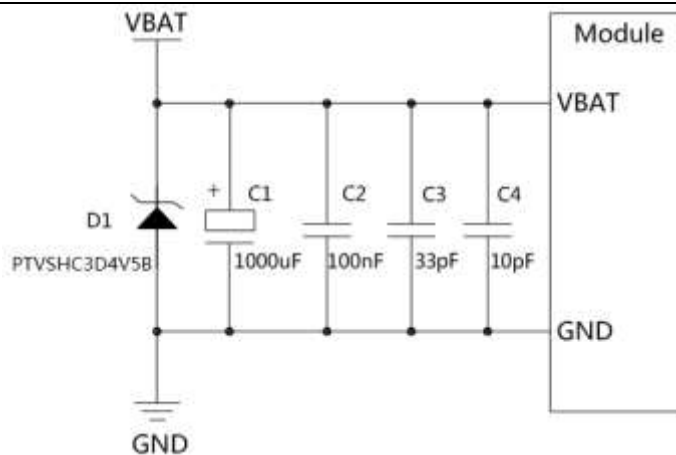 VBAT
Module
VBAT
+ C1 C2 C3 C4
D1
PTVSHC3D4V5B 1000uF 100nF 33pF 10pF
GND
GND